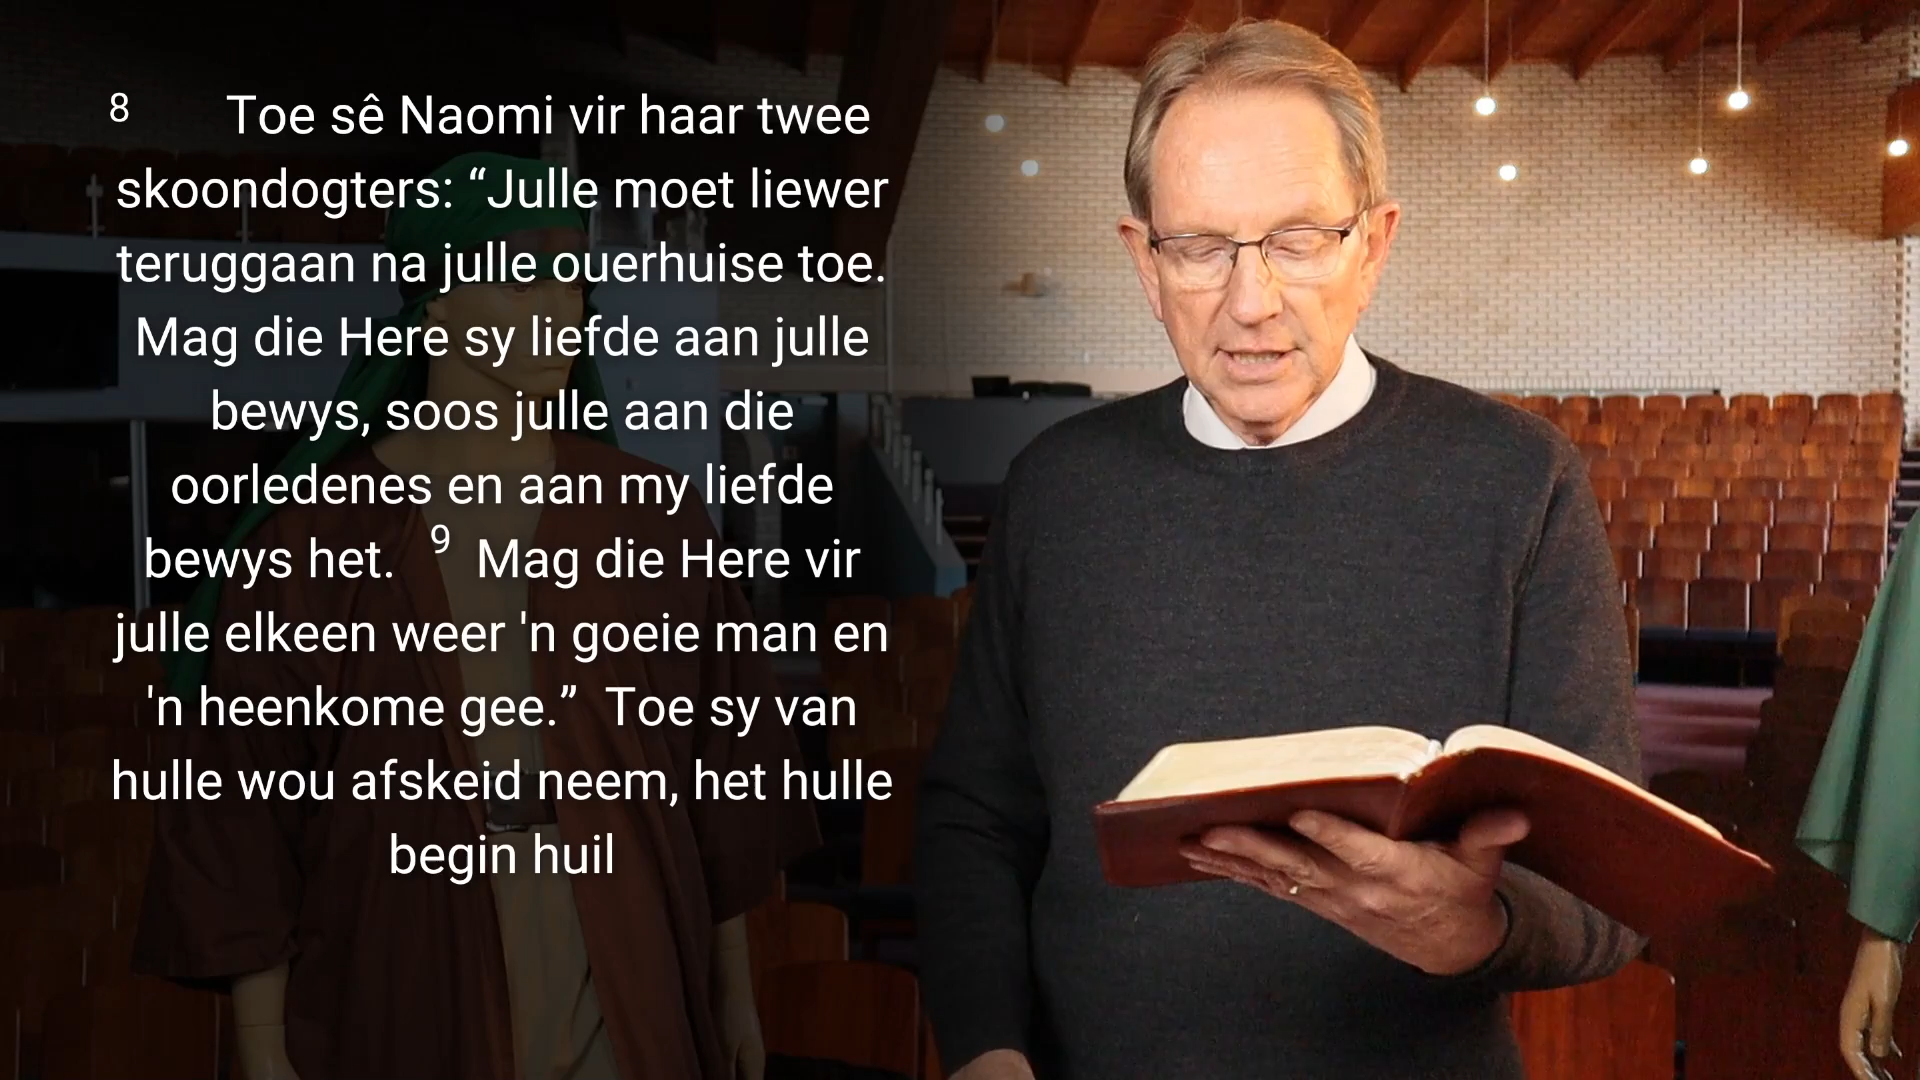 8 Toe sê Naomi vir haar twee
skoondogters: “Julle moet liewer
teruggaan na julle ouerhuise toe.
Mag die Here sy liefde aan julle
bewys, soos julle aan die
oorledenes en aan my liefde
bewys het. 9 Mag die Here vir
julle elkeen weer 'n goeie man en
'n heenkome gee.” Toe sy van
hulle wou afskeid neem, het hulle
begin huil